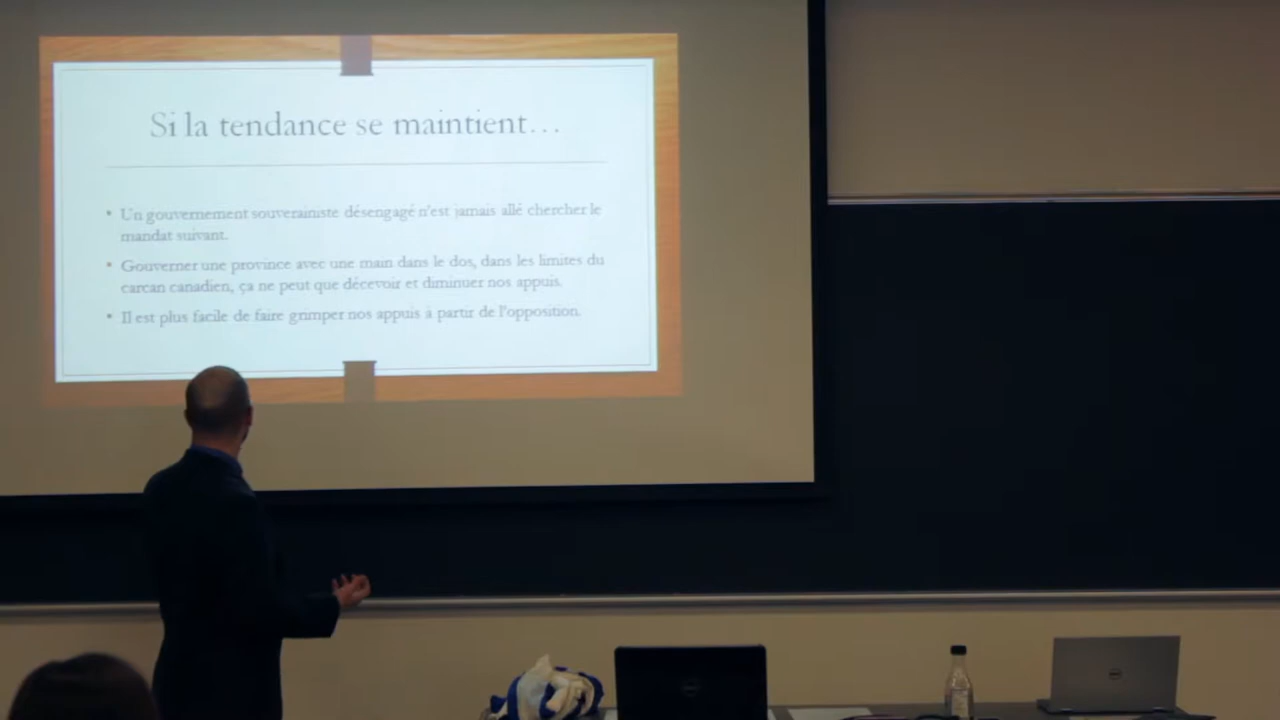 Si la tendance se maintient…
• Un gouvernement souverainiste désengagé n'est jamais allé chercher le
mandat suivant.
• Gouverner une province avec une main dans le dos, dans les limites du
carcan canadien, ça ne peut que décevoir et diminuer nos appuis.
• Il est plus facile de faire grimper nos appuis à partir de l'opposition.